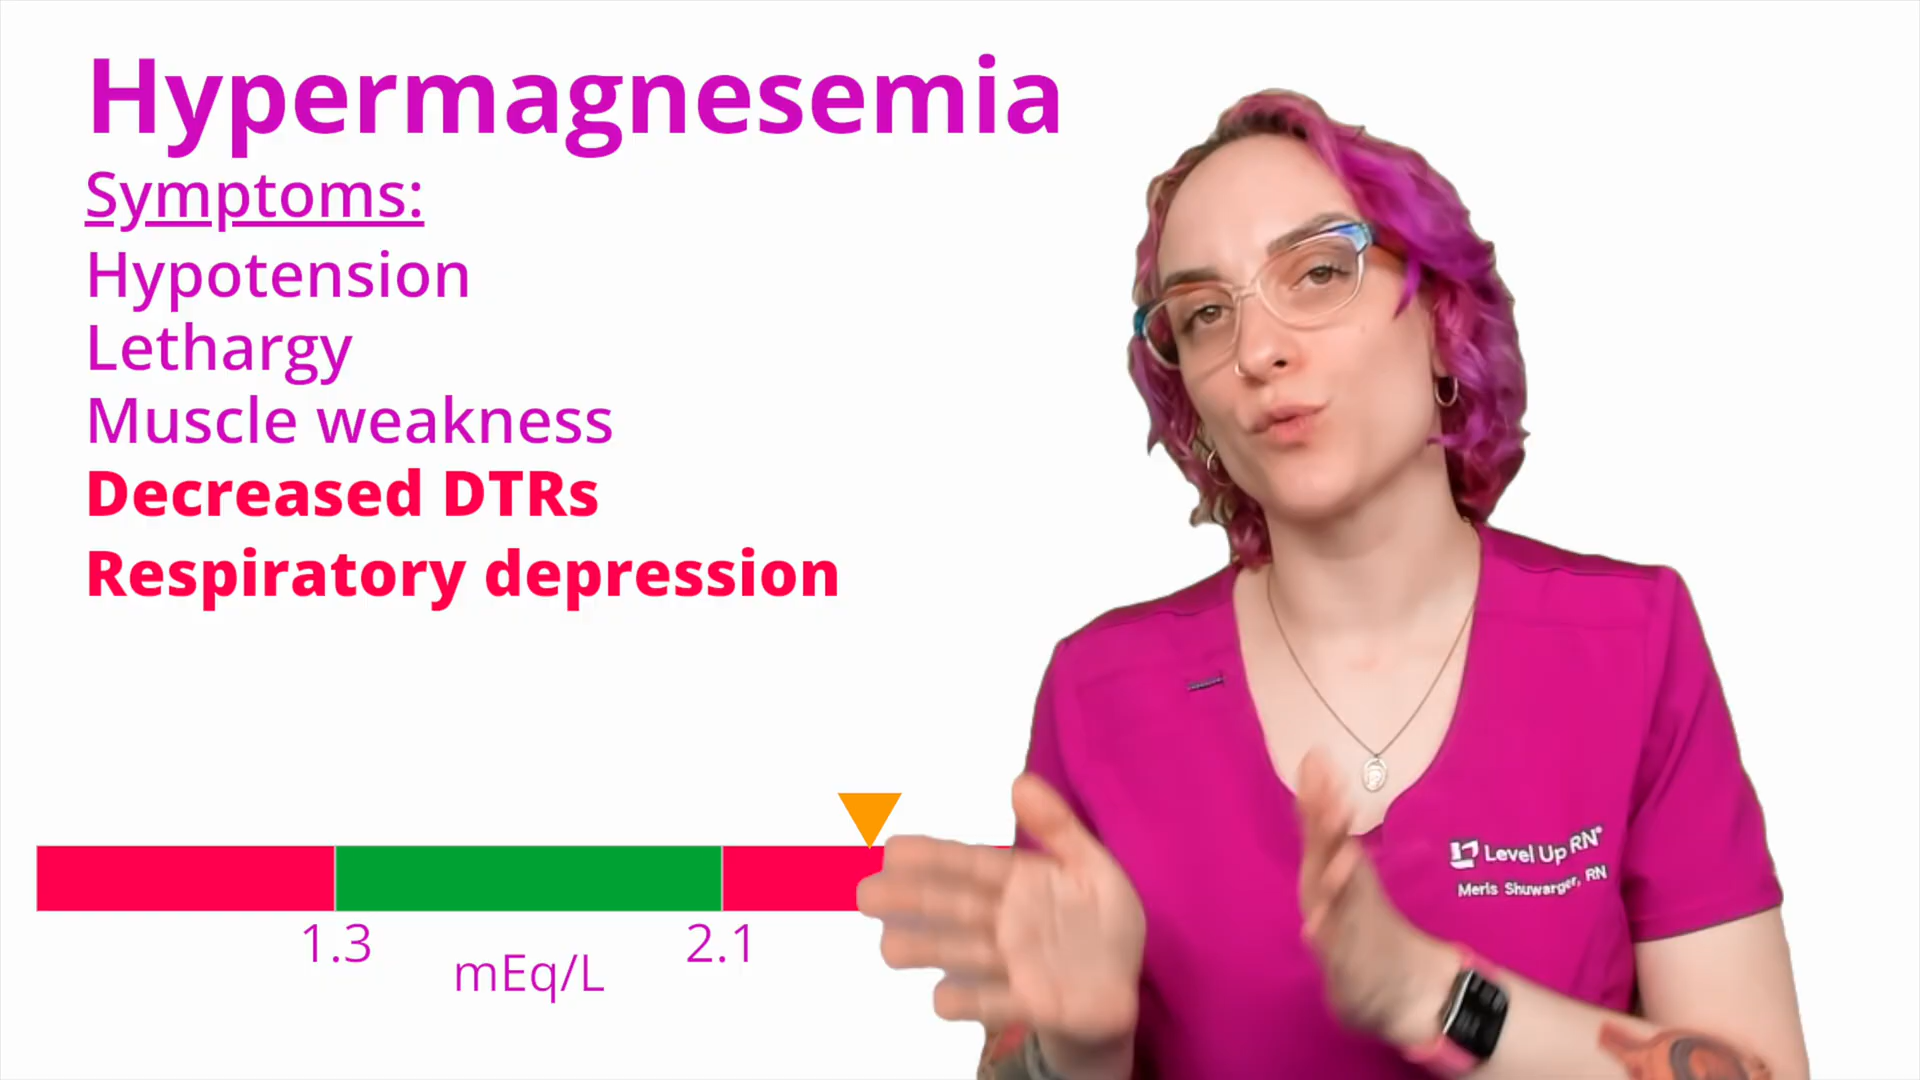 Hypermagnesemia
Symptoms:
Hypotension
Lethargy
Muscle weakness
Decreased DTRs
Respiratory depression
1.3
2.1
mEq/L
Level Up RN®
Meris Shuwarger, RN